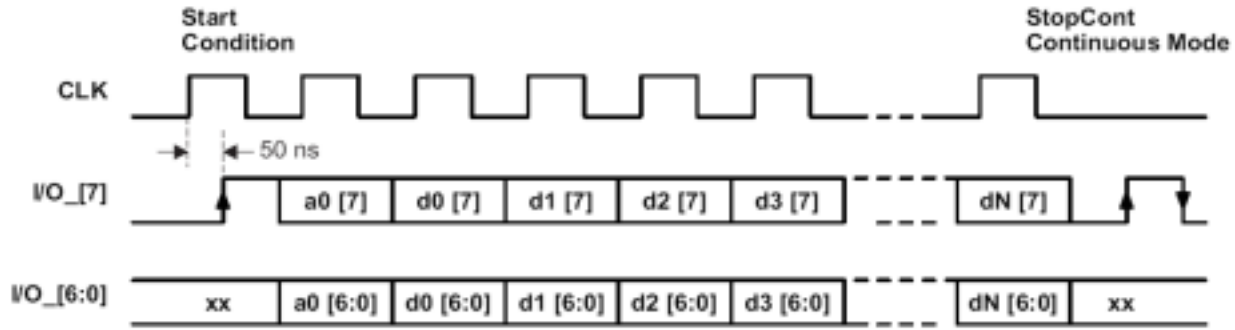 Start
Condition
StopCont
Continuous Mode
CLK
50 ns
I/O_[7]
a0 [7] d0 [7] d1 [7] d2 [7] d3 [7] dN [7]
I/O_[6:0]
xx a0 [6:0] d0 [6:0] d1 [6:0] d2 [6:0] d3 [6:0] dN [6:0] xx